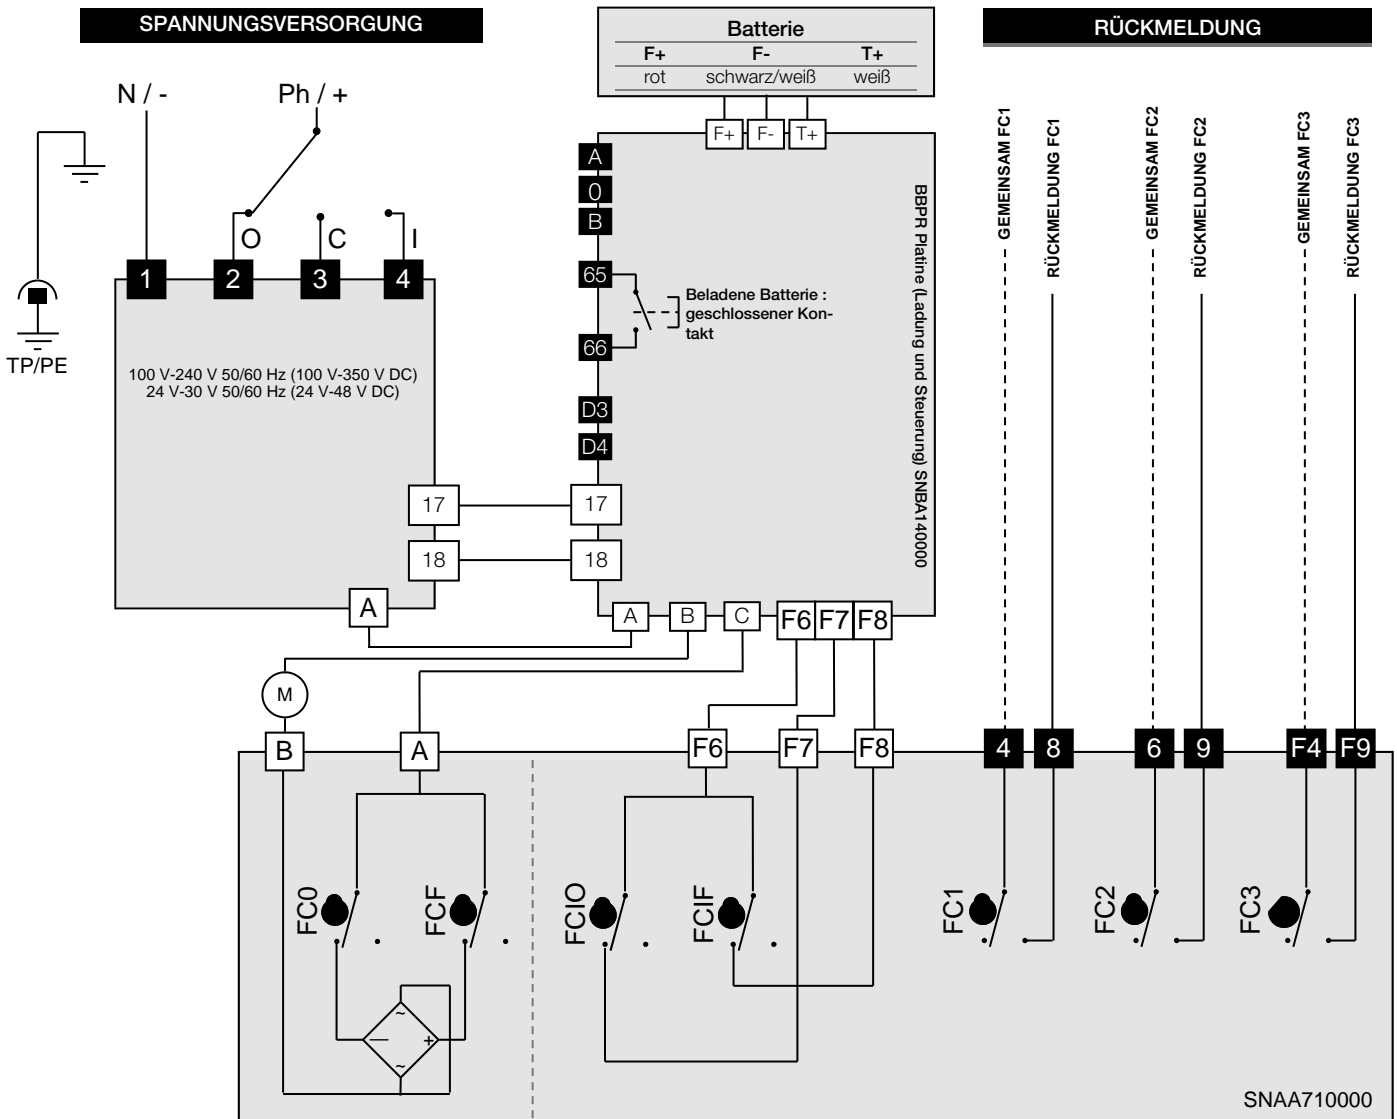 SPANNUNGSVERSORGUNG
Batterie
F+ F- T+
rot schwarz/weiß weiß
RÜCKMELDUNG
N / -
Ph / +
TP/PE
O C I
1 2 3 4
100 V-240 V 50/60 Hz (100 V-350 V DC)
24 V-30 V 50/60 Hz (24 V-48 V DC)
17
18
A
F+ F- T+
A
0
B
65
66
Beladene Batterie :
geschlossener Kon-
takt
D3
D4
17
18
BBPR Platine (Ladung und Steuerung) SNBA140000
A B C F6 F7 F8
GEMEINSAM FC1
RÜCKMELDUNG FC1
GEMEINSAM FC2
RÜCKMELDUNG FC2
GEMEINSAM FC3
RÜCKMELDUNG FC3
M
B A F6 F7 F8 4 8 6 9 F4 F9
FC0
FCF
FCIO
FCIF
FC1
FC2
FC3
~
— +
~
SNAA710000